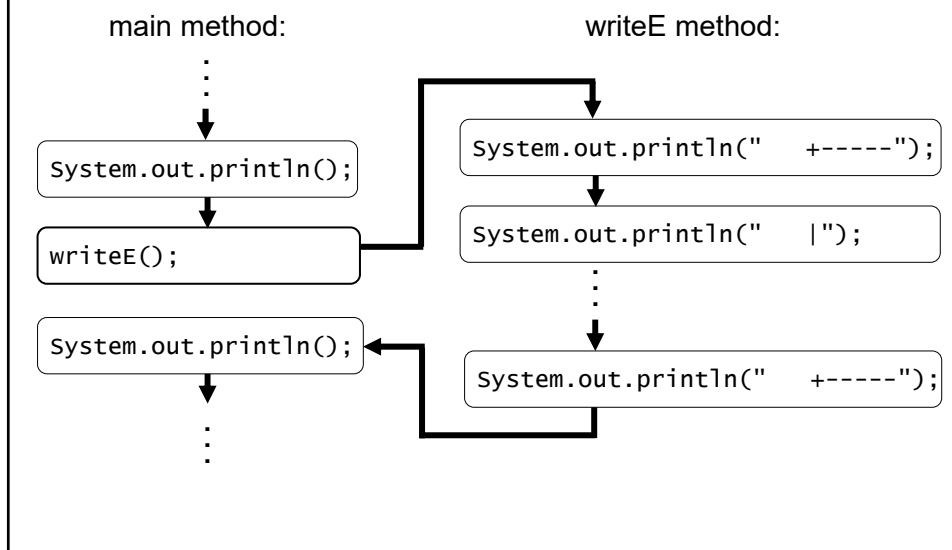 main method:
writeE method:
System.out.println();
writeE();
System.out.println();
System.out.println("   +-----");
System.out.println("   |");
System.out.println("   +-----");